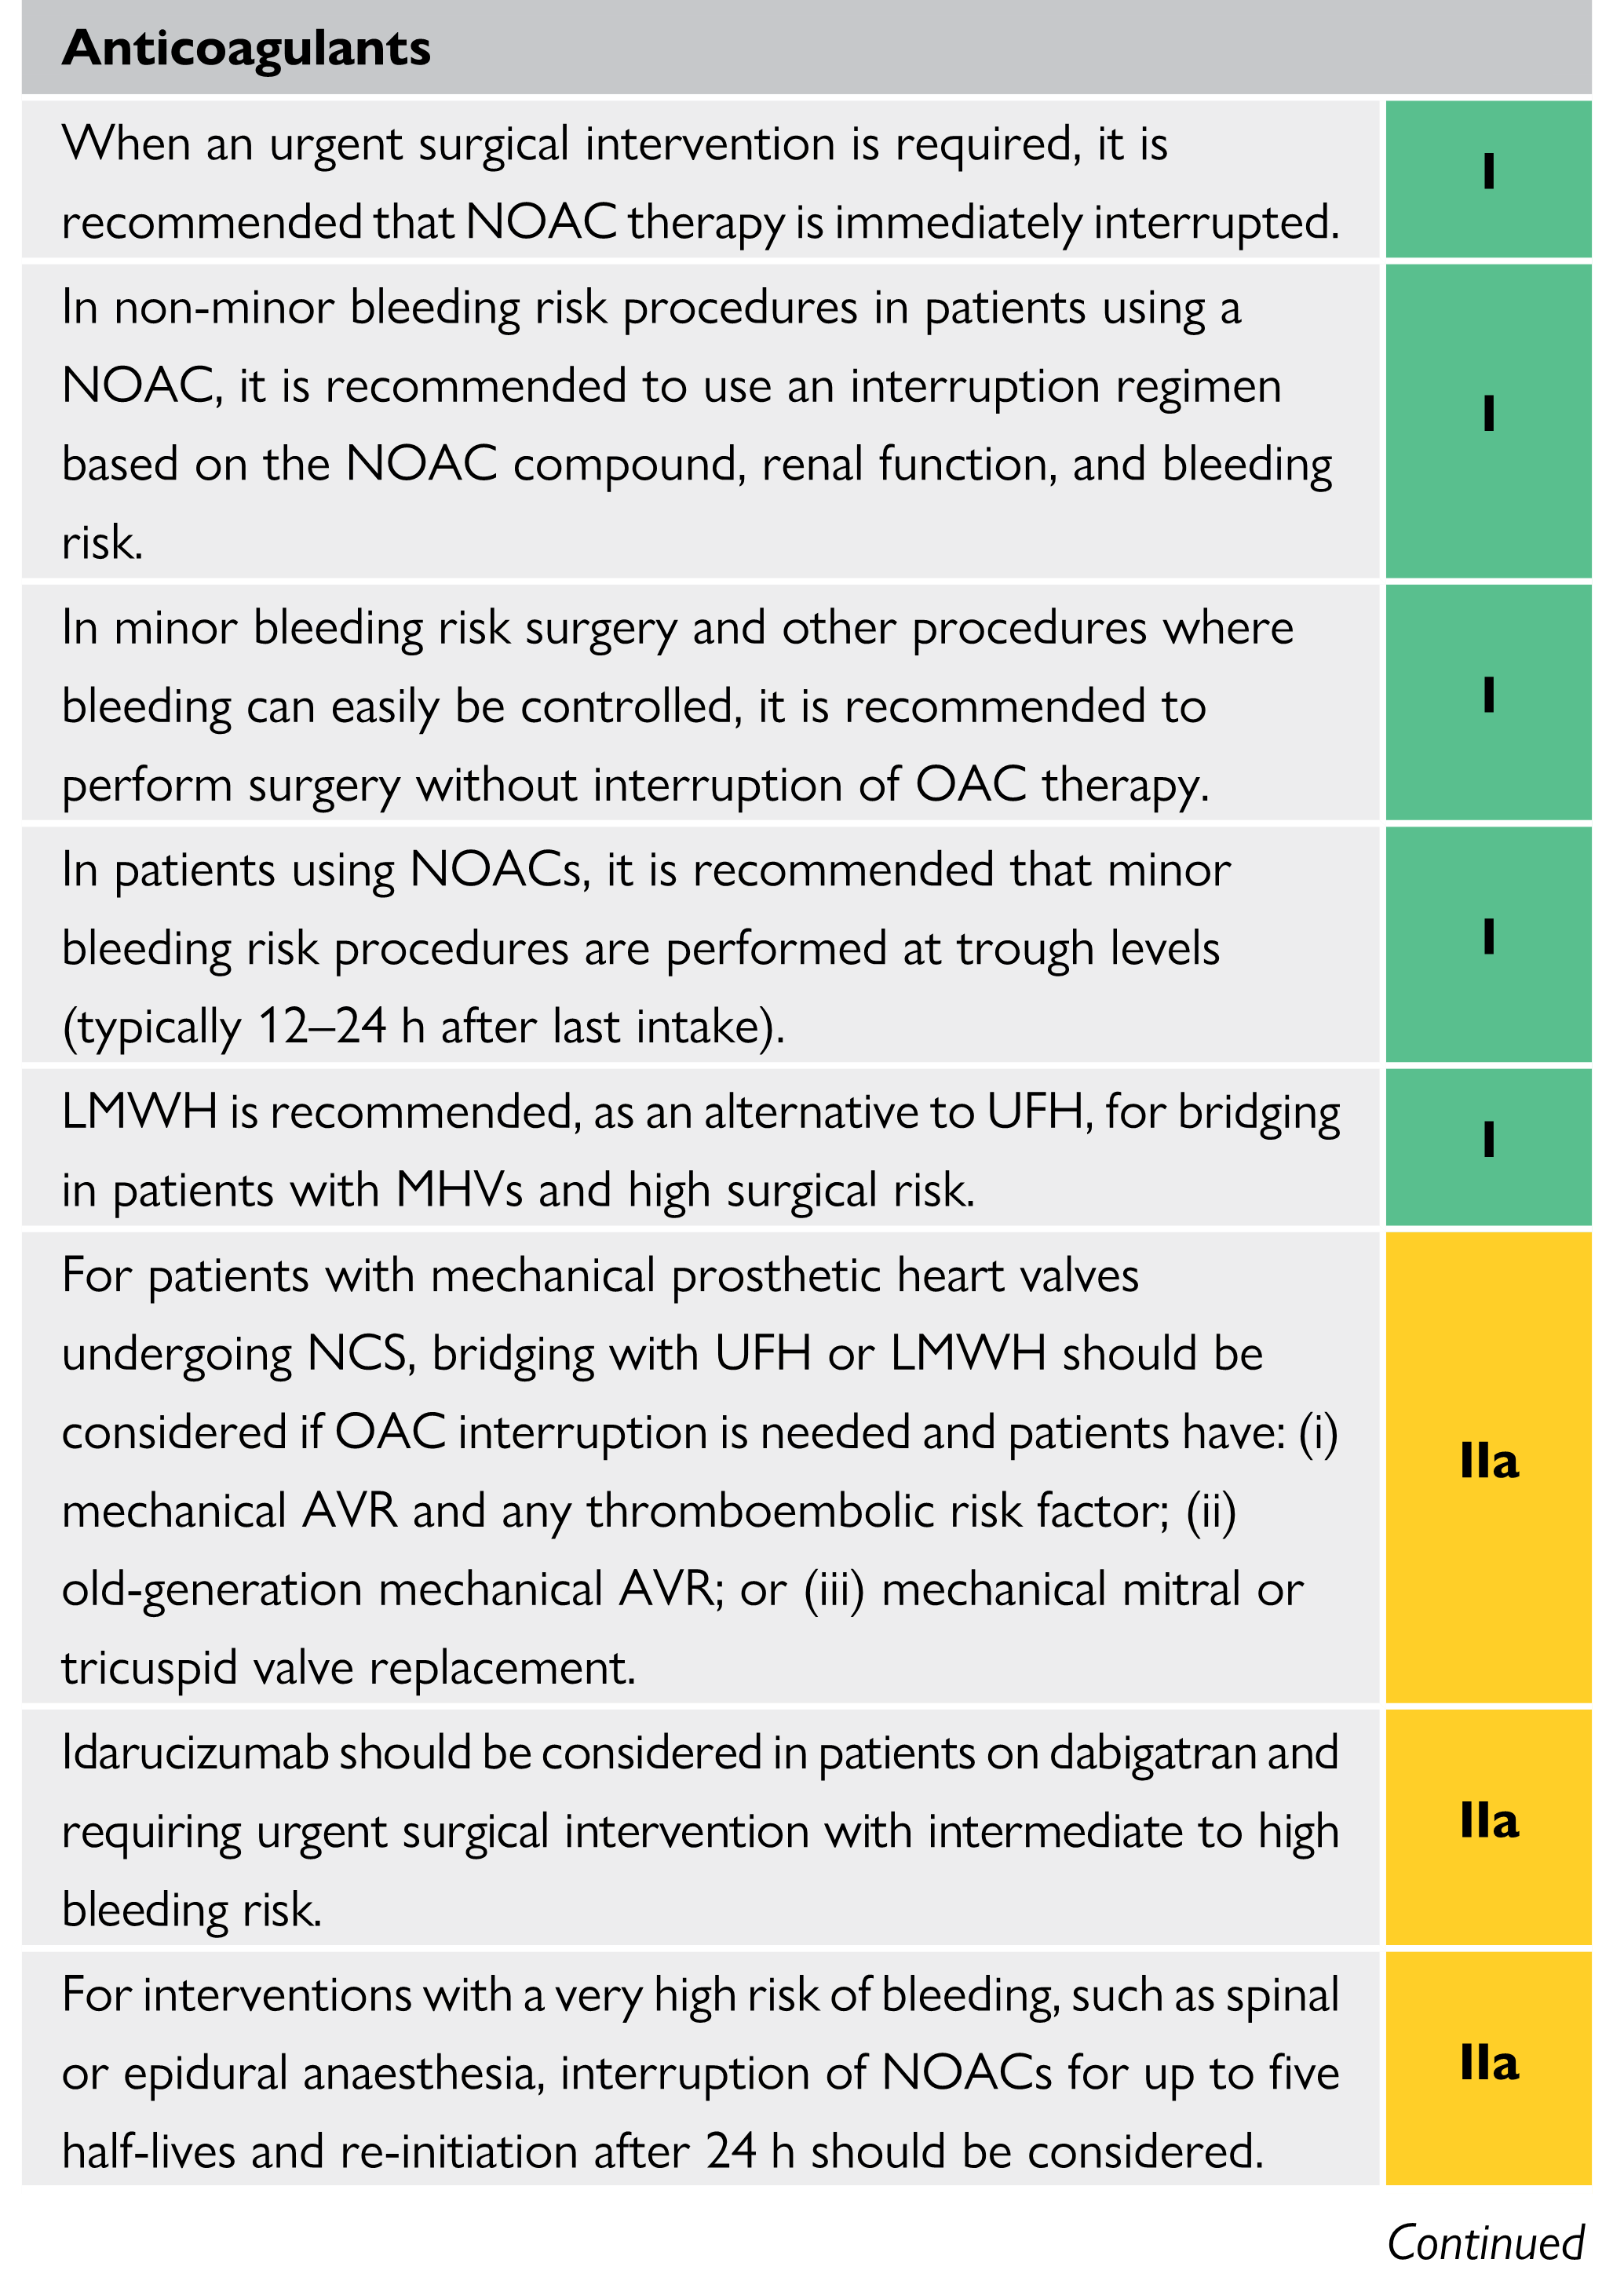 Anticoagulants
When an urgent surgical intervention is required, it is
recommended that NOAC therapy is immediately interrupted.
I
In non-minor bleeding risk procedures in patients using a
NOAC, it is recommended to use an interruption regimen
based on the NOAC compound, renal function, and bleeding
risk.
I
In minor bleeding risk surgery and other procedures where
bleeding can easily be controlled, it is recommended to
perform surgery without interruption of OAC therapy.
I
In patients using NOACs, it is recommended that minor
bleeding risk procedures are performed at trough levels
(typically 12–24 h after last intake).
I
LMWH is recommended, as an alternative to UFH, for bridging
in patients with MHVs and high surgical risk.
I
For patients with mechanical prosthetic heart valves
undergoing NCS, bridging with UFH or LMWH should be
considered if OAC interruption is needed and patients have: (i)
mechanical AVR and any thromboembolic risk factor; (ii)
old-generation mechanical AVR; or (iii) mechanical mitral or
tricuspid valve replacement.
IIa
Idarucizumab should be considered in patients on dabigatran and
requiring urgent surgical intervention with intermediate to high
bleeding risk.
IIa
For interventions with a very high risk of bleeding, such as spinal
or epidural anaesthesia, interruption of NOACs for up to five
half-lives and re-initiation after 24 h should be considered.
IIa
Continued